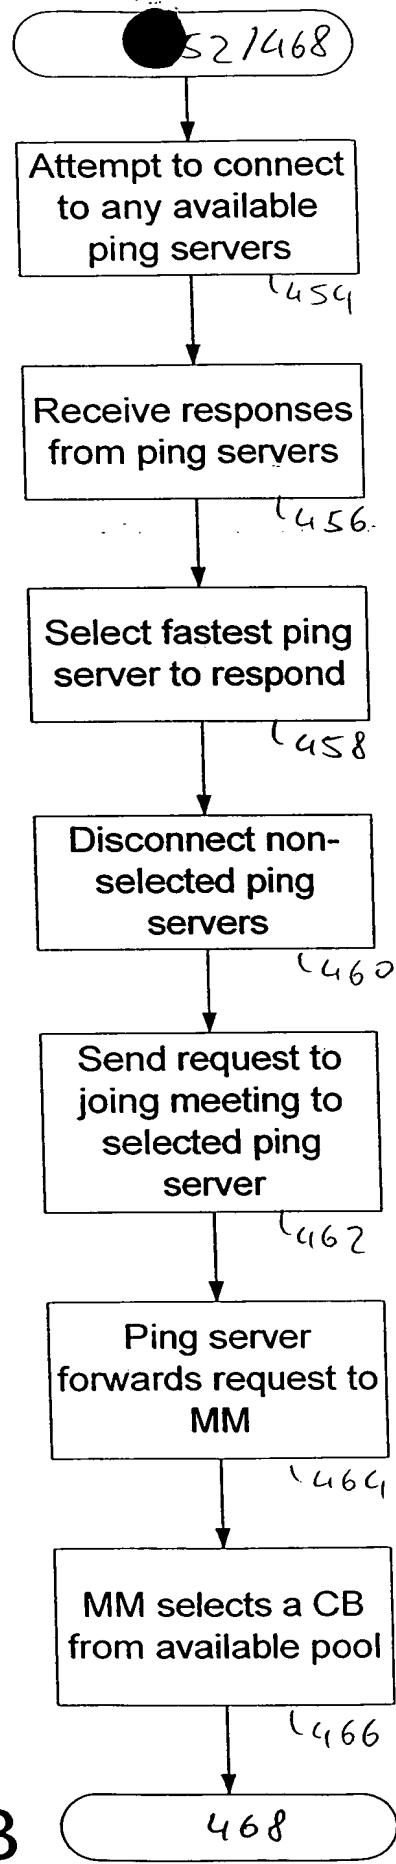 52/468
Attempt to connect
to any available
ping servers
454
Receive responses
from ping servers
456
Select fastest ping
server to respond
458
Disconnect non-
selected ping
servers
460
Send request to
joing meeting to
selected ping
server
462
Ping server
forwards request to
MM
464
MM selects a CB
from available pool
466
468
B